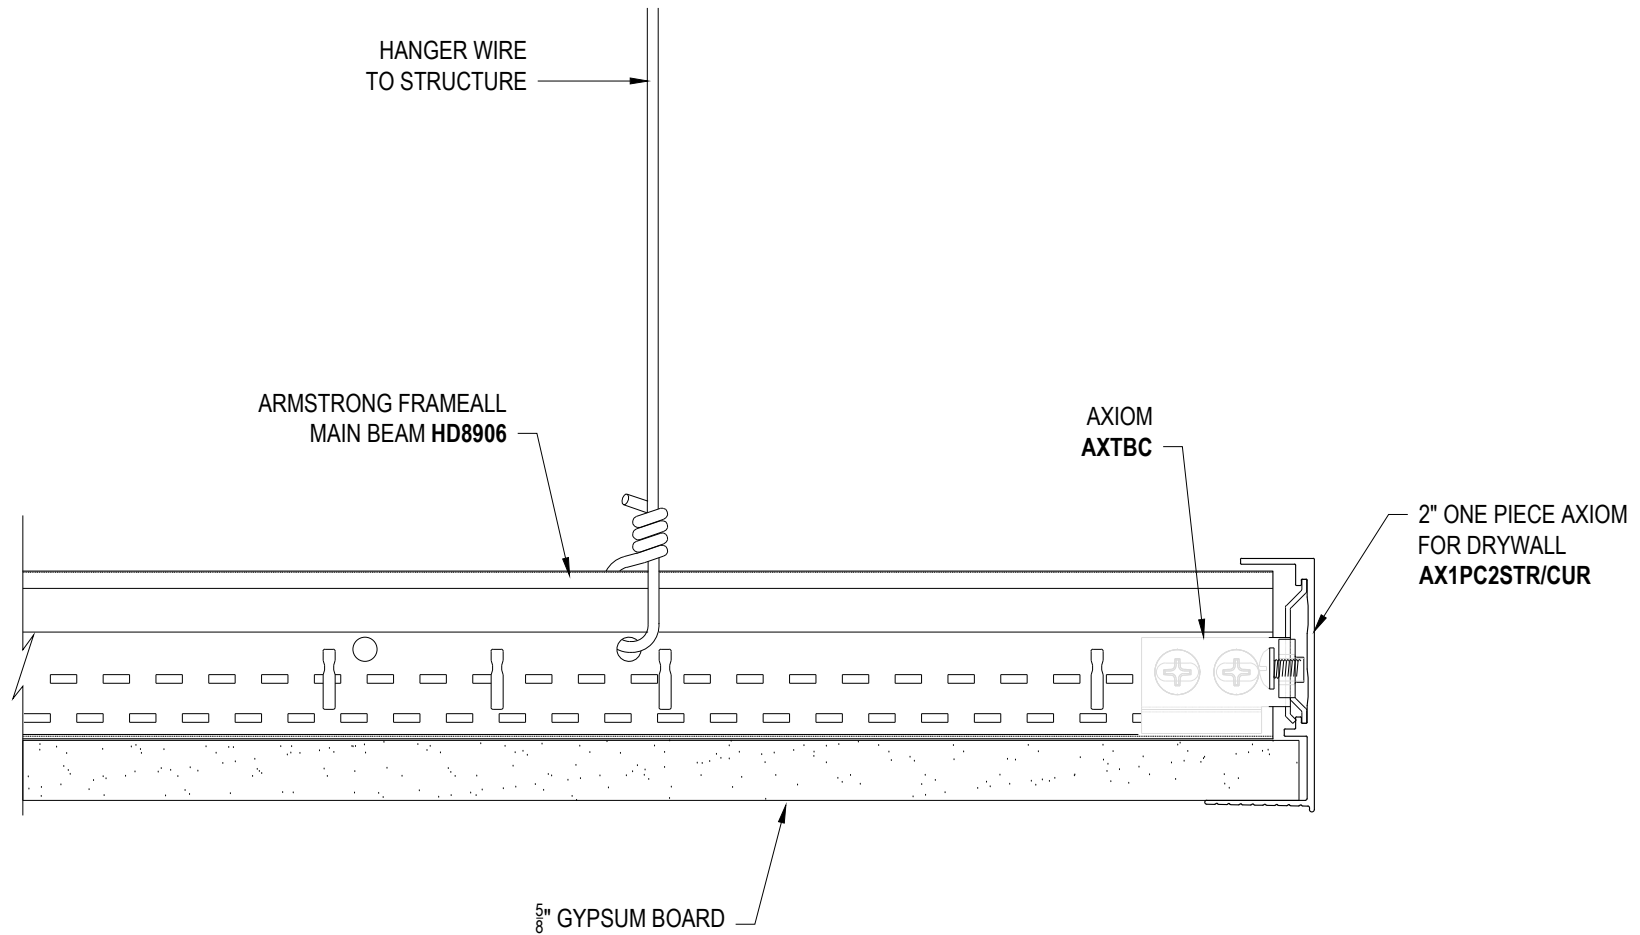 HANGER WIRE
TO STRUCTURE
ARMSTRONG FRAMEALL
MAIN BEAM HD8906
AXIOM
AXTBC
2" ONE PIECE AXIOM
FOR DRYWALL
AX1PC2STR/CUR
5/8" GYPSUM BOARD